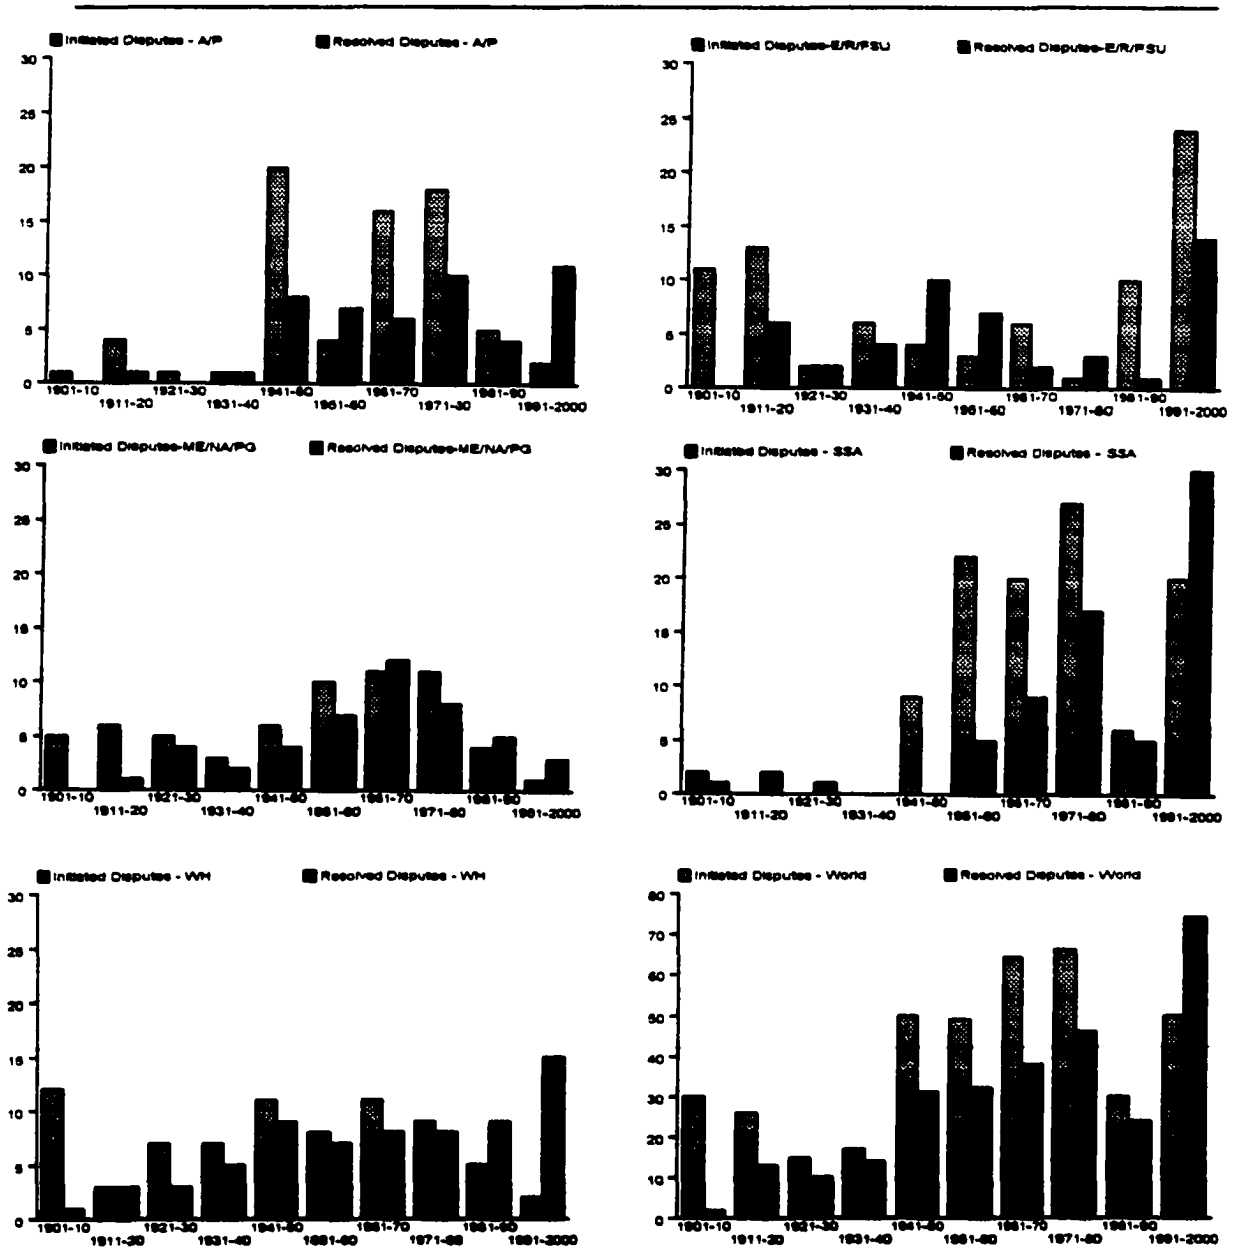 Initiated Disputes - A/P Resolved Disputes - A/P
30
25
20
15
10
5
0
1901-10 1921-30 1941-50 1961-70 1981-90
1911-20 1931-40 1951-60 1971-80 1991-2000
Initiated Disputes-E/R/FSU Resolved Disputes-E/R/FSU
30
25
20
15
10
5
0
1901-10 1921-30 1941-50 1961-70 1981-90
1911-20 1931-40 1951-60 1971-80 1991-2000
Initiated Disputes-ME/NA/PG Resolved Disputes-ME/NA/PG
30
25
20
15
10
5
0
1901-10 1921-30 1941-50 1961-70 1981-90
1911-20 1931-40 1951-60 1971-80 1991-2000
Initiated Disputes - SSA Resolved Disputes - SSA
30
25
20
15
10
5
0
1901-10 1921-30 1941-50 1961-70 1981-90
1911-20 1931-40 1951-60 1971-80 1991-2000
Initiated Disputes - WH Resolved Disputes - WH
30
25
20
15
10
5
0
1901-10 1921-30 1941-50 1961-70 1981-90
1911-20 1931-40 1951-60 1971-80 1991-2000
Initiated Disputes - World Resolved Disputes - World
80
70
60
50
40
30
20
10
0
1901-10 1921-30 1941-50 1961-70 1981-90
1911-20 1931-40 1951-60 1971-80 1991-2000